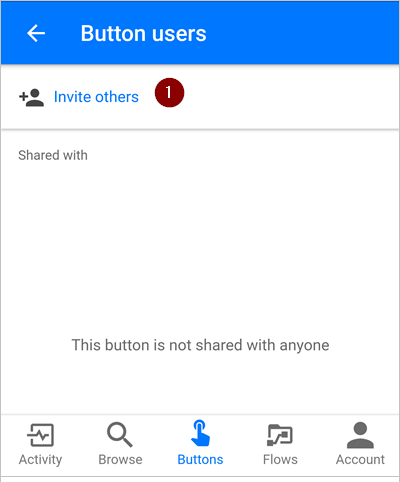 Button users
Invite others 1
Shared with
This button is not shared with anyone
Activity Browse Buttons Flows Account